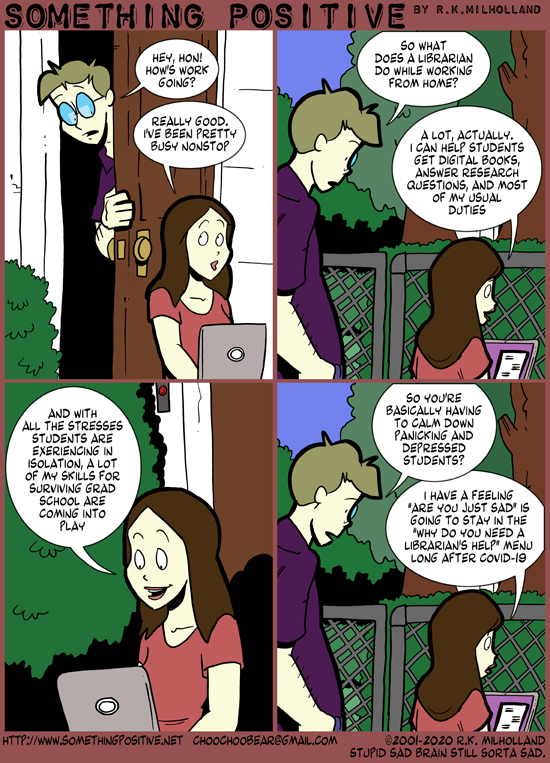 SOMETHING POSITIVE BY R.K.MILHOLLAND
HEY, HON!
HOW'S WORK
GOING?
REALLY GOOD.
I'VE BEEN PRETTY
BUSY NONSTOP
SO WHAT
DOES A LIBRARIAN
DO WHILE WORKING
FROM HOME?
A LOT, ACTUALLY.
I CAN HELP STUDENTS
GET DIGITAL BOOKS,
ANSWER RESEARCH
QUESTIONS, AND MOST
OF MY USUAL
DUTIES
AND WITH
ALL THE STRESSES
STUDENTS ARE
EXERIENCING IN
ISOLATION, A LOT
OF MY SKILLS FOR
SURVIVING GRAD
SCHOOL ARE
COMING INTO
PLAY
SO YOU'RE
BASICALLY HAVING
TO CALM DOWN
PANICKING AND
DEPRESSED
STUDENTS?
I HAVE A FEELING
"ARE YOU JUST SAD" IS
GOING TO STAY IN THE
"WHY DO YOU NEED A
LIBRARIAN'S HELP" MENU
LONG AFTER COVID-19
HTTP://WWW.SOMETHINGPOSITIVE.NET CHOOCHOOBEAR@GMAIL.COM
©2001-2020 R.K. MILHOLLAND
STUPID SAD BRAIN STILL SORTA SAD.